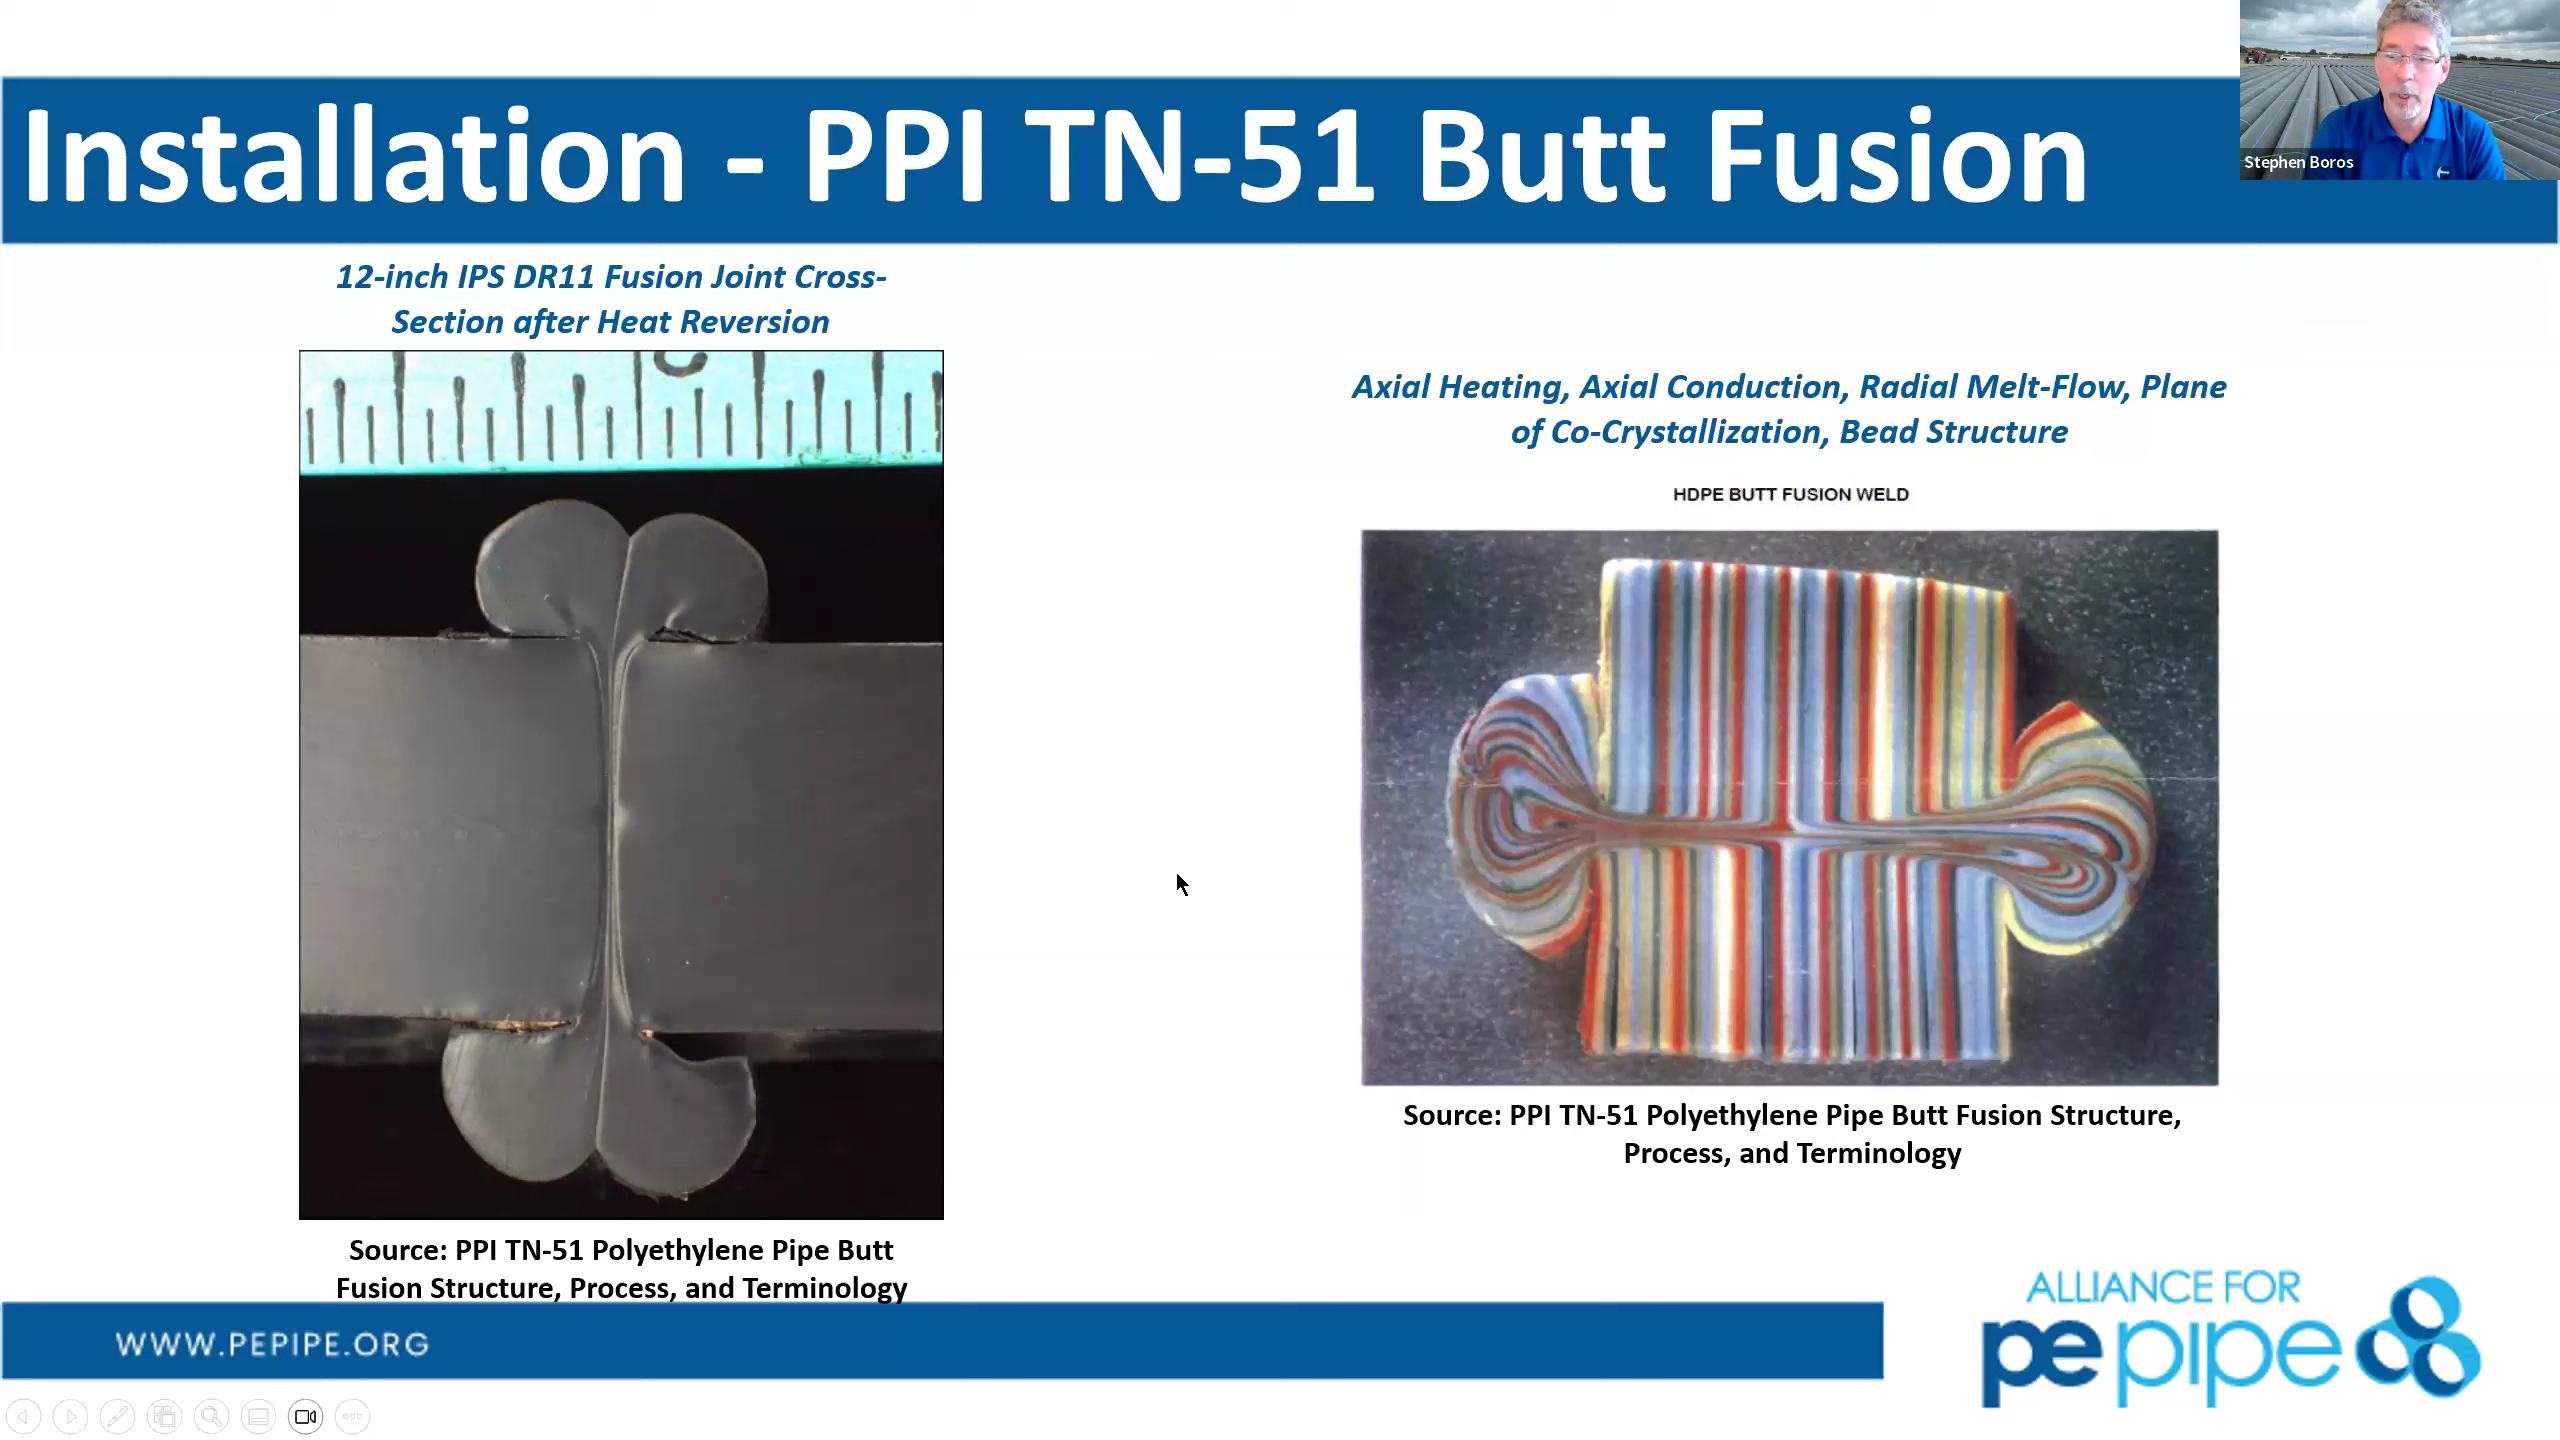 Installation - PPI TN-51 Butt Fusion
Stephen Boros
12-inch IPS DR11 Fusion Joint Cross-
Section after Heat Reversion
Axial Heating, Axial Conduction, Radial Melt-Flow, Plane
of Co-Crystallization, Bead Structure
HDPE BUTT FUSION WELD
Source: PPI TN-51 Polyethylene Pipe Butt Fusion Structure,
Process, and Terminology
Source: PPI TN-51 Polyethylene Pipe Butt
Fusion Structure, Process, and Terminology
WWW.PEPIPE.ORG
ALLIANCE FOR
pe pipe